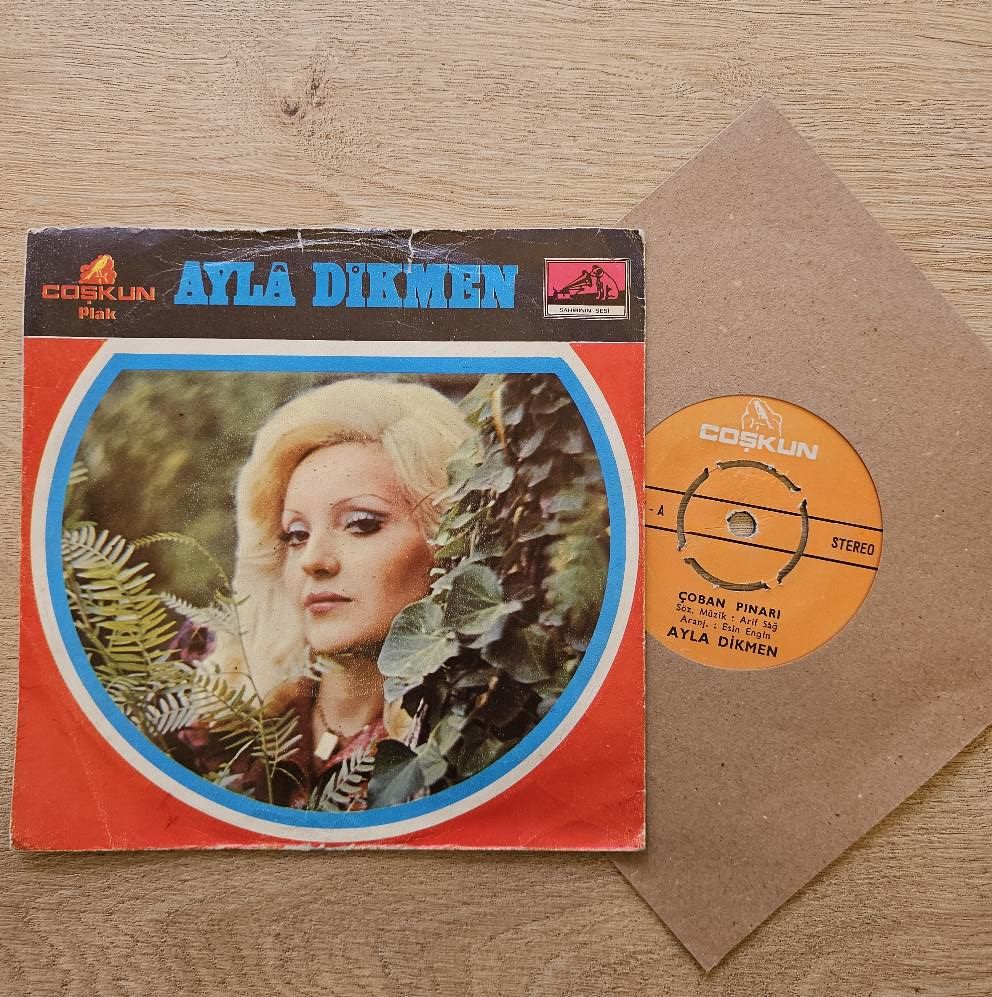 COŞKUN
Plak
AYLÂ DİKMEN
SAHİBİNİN SESİ
COŞKUN
-A
STEREO
ÇOBAN PINARI
Söz, Müzik : Arif Sağ
Aranj. : Esin Engin
AYLA DİKMEN